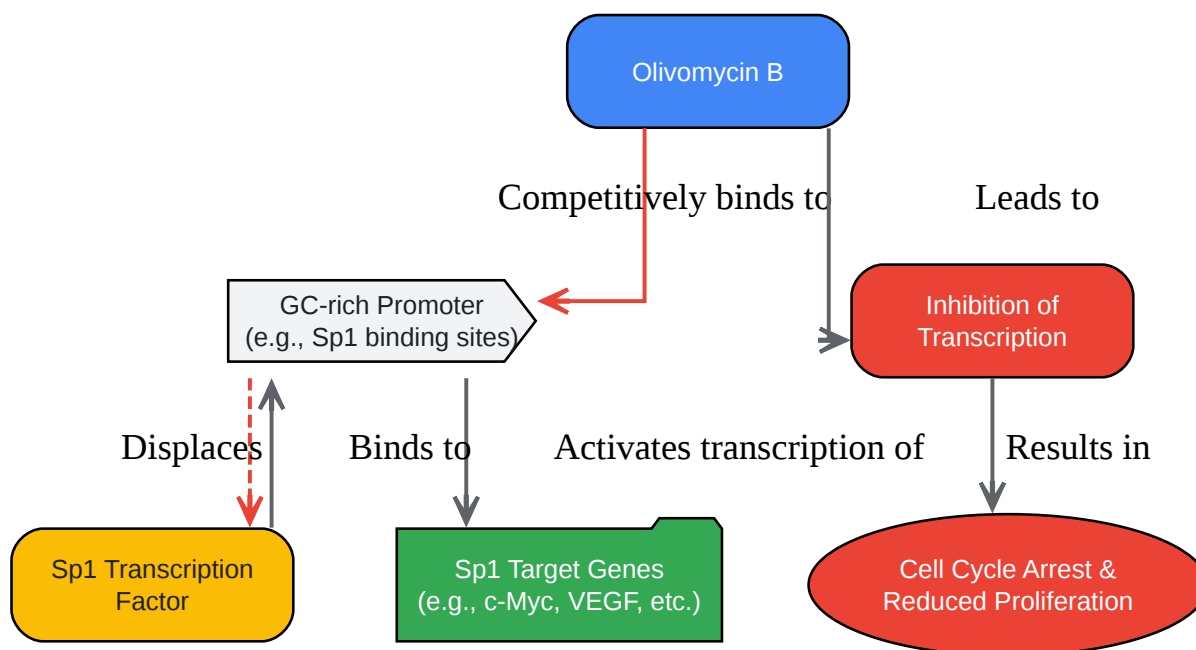 Olivomycin B
Competitively binds to
Leads to
GC-rich Promoter
(e.g., Sp1 binding sites)
Inhibition of
Transcription
Displaces
Binds to
Activates transcription of
Results in
Sp1 Transcription
Factor
Sp1 Target Genes
(e.g., c-Myc, VEGF, etc.)
Cell Cycle Arrest &
Reduced Proliferation